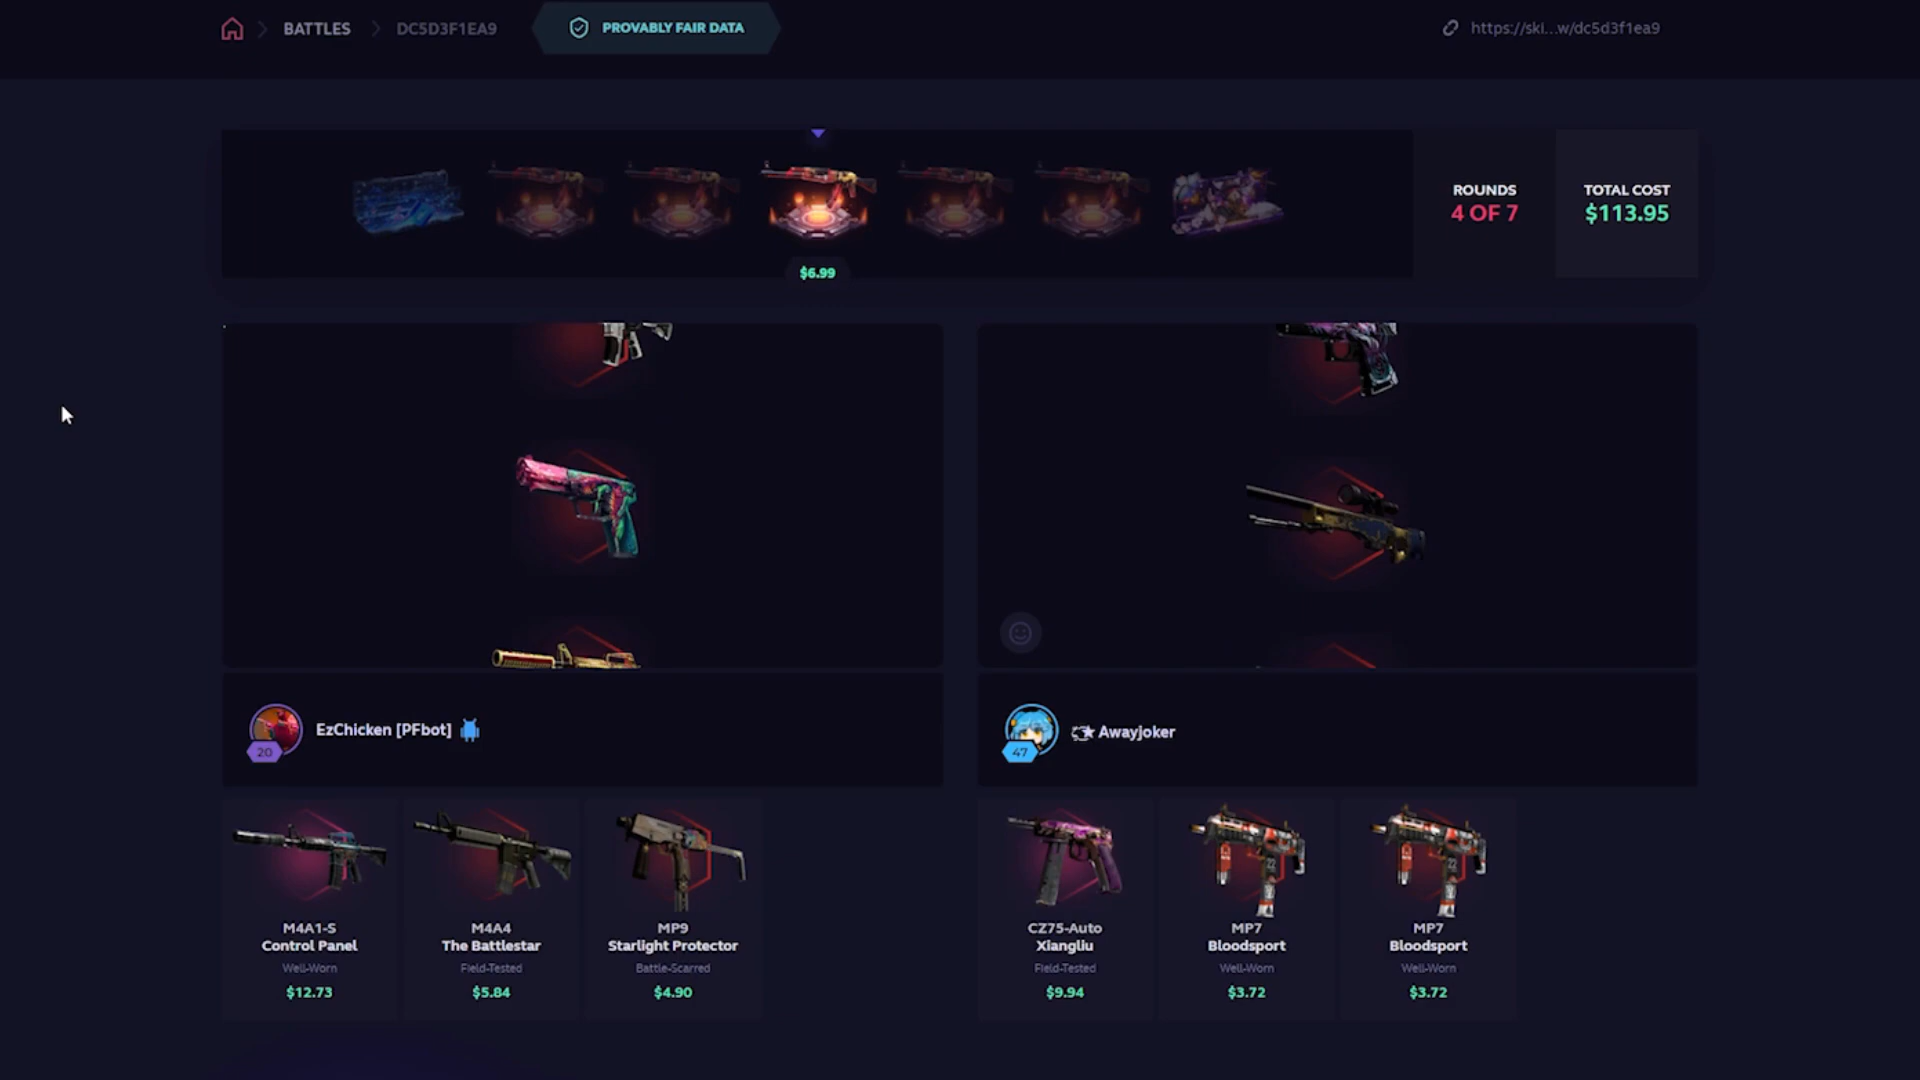 BATTLES
DC5D3F1EA9
PROVABLY FAIR DATA
https://ski...w/dc5d3f1ea9
ROUNDS
4 OF 7
TOTAL COST
$113.95
$6.99
20
EzChicken [PFbot]
47
Awayjoker
M4A1-S
Control Panel
Well-Worn
$12.73
M4A4
The Battlestar
Field-Tested
$5.84
MP9
Starlight Protector
Battle-Scarred
$4.90
CZ75-Auto
Xiangliu
Field-Tested
$9.94
MP7
Bloodsport
Well-Worn
$3.72
MP7
Bloodsport
Well-Worn
$3.72